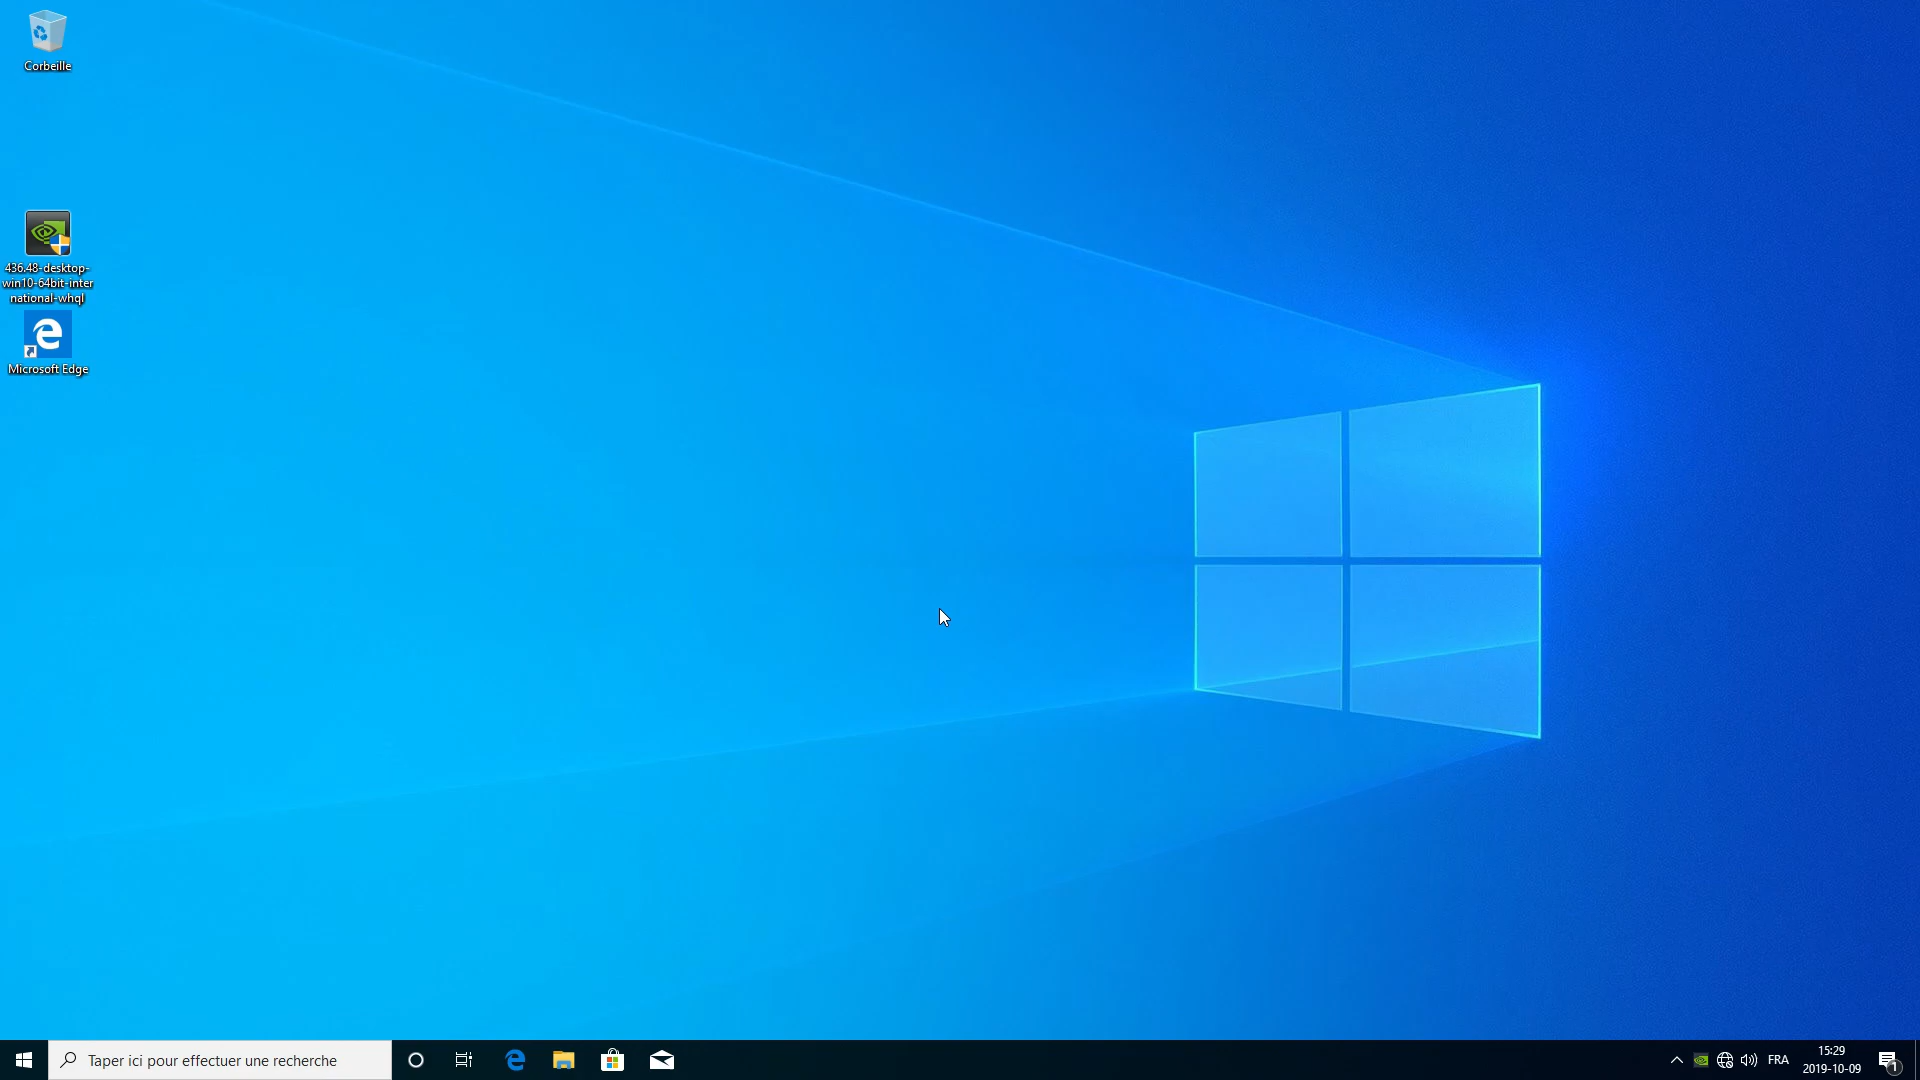 Corbeille
436.48-desktop-
win10-64bit-inter
national-whql
Microsoft Edge
Taper ici pour effectuer une recherche
FRA
15:29
2019-10-09
1